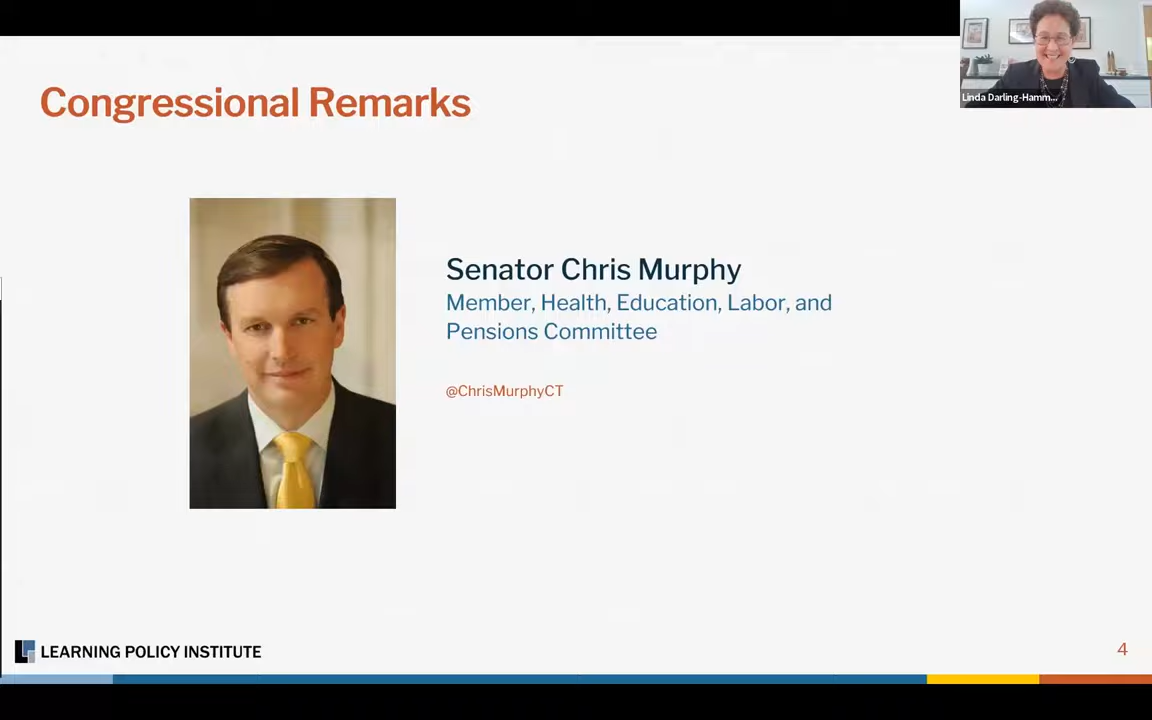 Linda Darling-Hamm...
Congressional Remarks
Senator Chris Murphy
Member, Health, Education, Labor, and
Pensions Committee
@ChrisMurphyCT
LEARNING POLICY INSTITUTE
4